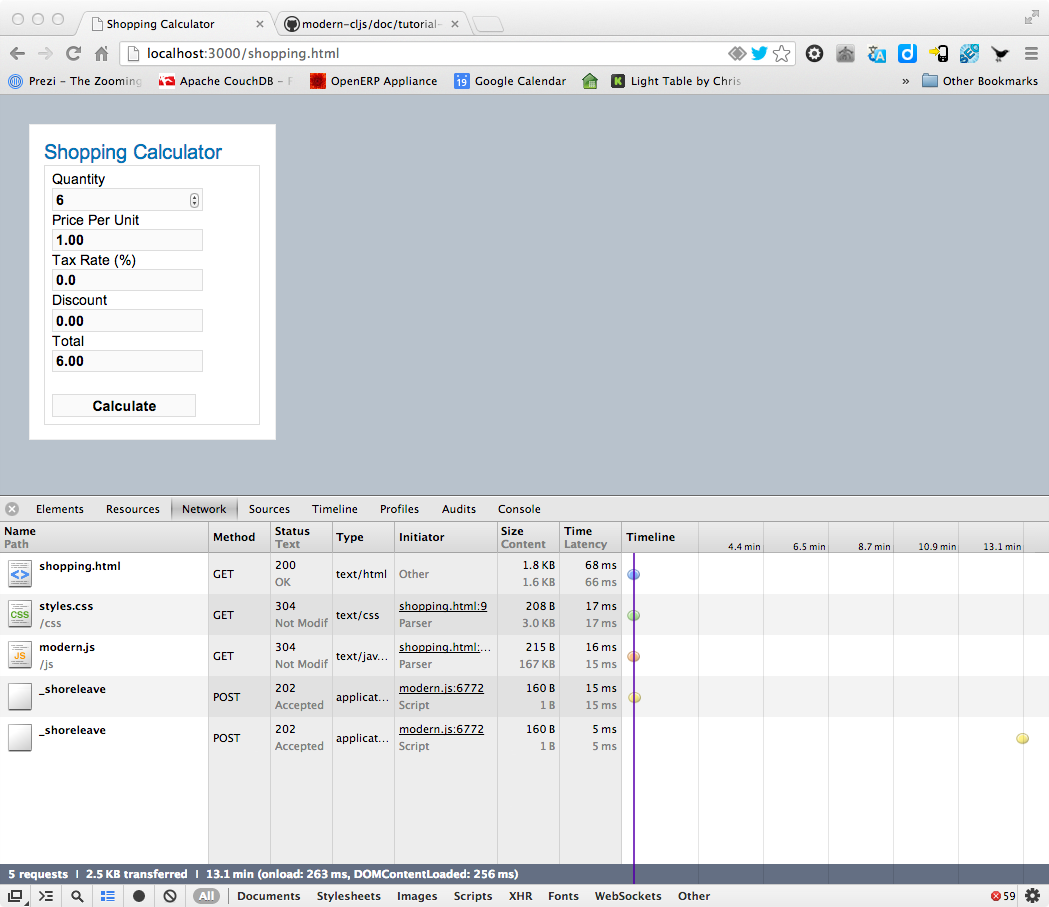 Shopping Calculator
modern-cljs/doc/tutorial-
localhost:3000/shopping.html
Prezi – The Zooming
Apache CouchDB –
OpenERP Appliance
19
Google Calendar
K
Light Table by Chris
»
Other Bookmarks
Shopping Calculator
Quantity
6
Price Per Unit
1.00
Tax Rate (%)
0.0
Discount
0.00
Total
6.00
Calculate
Elements Resources Network Sources Timeline Profiles Audits Console
Name Method Status Type Initiator Size Time Timeline
Path Text Content Latency
4.4 min 6.5 min 8.7 min 10.9 min 13.1 min
shopping.html GET 200 text/html Other 1.8 KB 68 ms
OK 1.6 KB 66 ms
styles.css GET 304 text/css shopping.html:9 208 B 17 ms
/css Not Modif Parser 3.0 KB 17 ms
CSS
modern.js GET 304 text/jav... shopping.html:... 215 B 16 ms
/js Not Modif Parser 167 KB 15 ms
JS
_shoreleave POST 202 applicat... modern.js:6772 160 B 15 ms
Accepted Script 1 B 15 ms
_shoreleave POST 202 applicat... modern.js:6772 160 B 5 ms
Accepted Script 1 B 5 ms
5 requests | 2.5 KB transferred | 13.1 min (onload: 263 ms, DOMContentLoaded: 256 ms)
All Documents Stylesheets Images Scripts XHR Fonts WebSockets Other 59